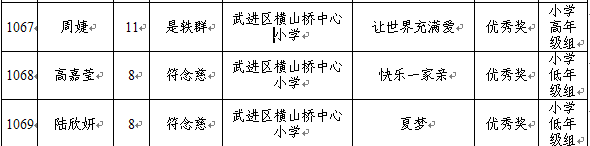 1067 周婕 11 是轶群 武进区横山桥中心小学 让世界充满爱 优秀奖 小学高年级组
1068 高嘉莹 8 符念慈 武进区横山桥中心小学 快乐一家亲 优秀奖 小学低年级组
1069 陆欣妍 8 符念慈 武进区横山桥中心小学 夏梦 优秀奖 小学低年级组